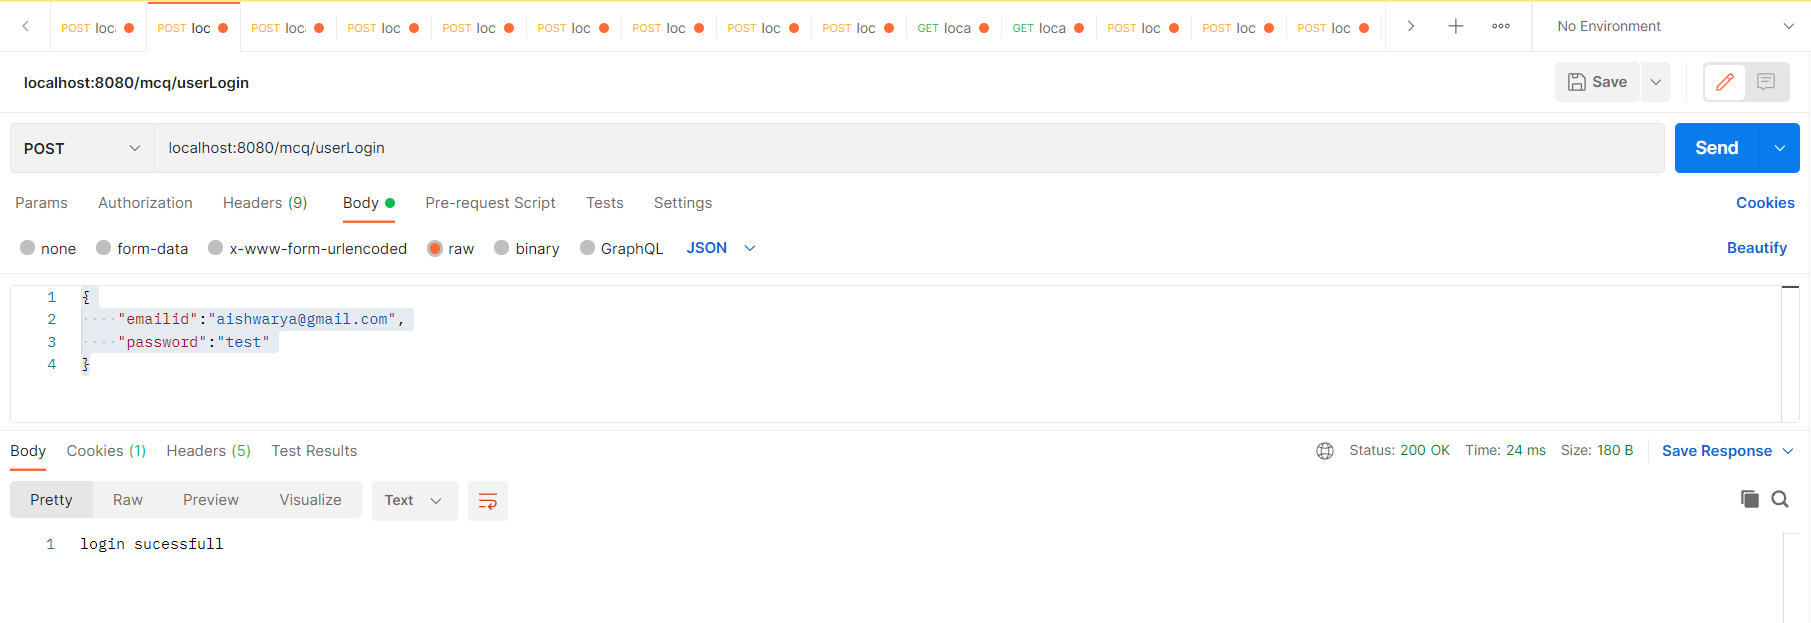 POST loc POST loc POST loc POST loc POST loc POST loc POST loc POST loc POST loc GET loca GET loca POST loc POST loc POST loc No Environment
localhost:8080/mcq/userLogin Save
POST localhost:8080/mcq/userLogin Send
Params Authorization Headers (9) Body Pre-request Script Tests Settings Cookies
none form-data x-www-form-urlencoded raw binary GraphQL JSON Beautify
1 {
2 "emailid":"aishwarya@gmail.com",
3 "password":"test"
4 }
Body Cookies (1) Headers (5) Test Results Status: 200 OK Time: 24 ms Size: 180 B Save Response
Pretty Raw Preview Visualize Text
1 login sucessfull